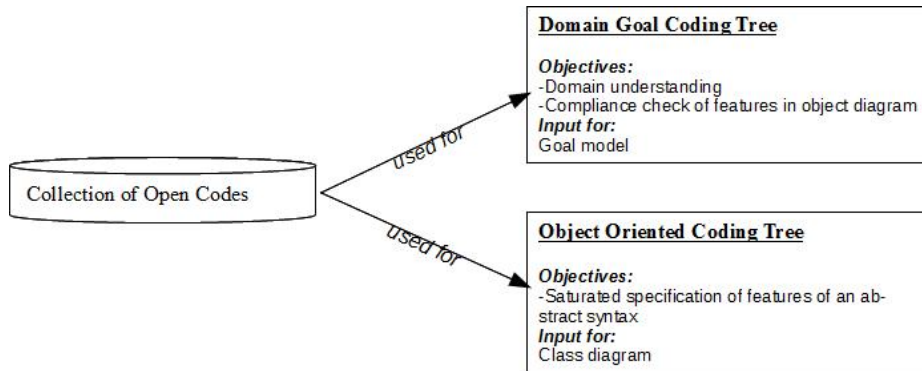 Domain Goal Coding Tree
Objectives:
-Domain understanding
-Compliance check of features in object diagram
Input for:
Goal model
used for
Collection of Open Codes
used for
Object Oriented Coding Tree
Objectives:
-Saturated specification of features of an ab-
stract syntax
Input for:
Class diagram